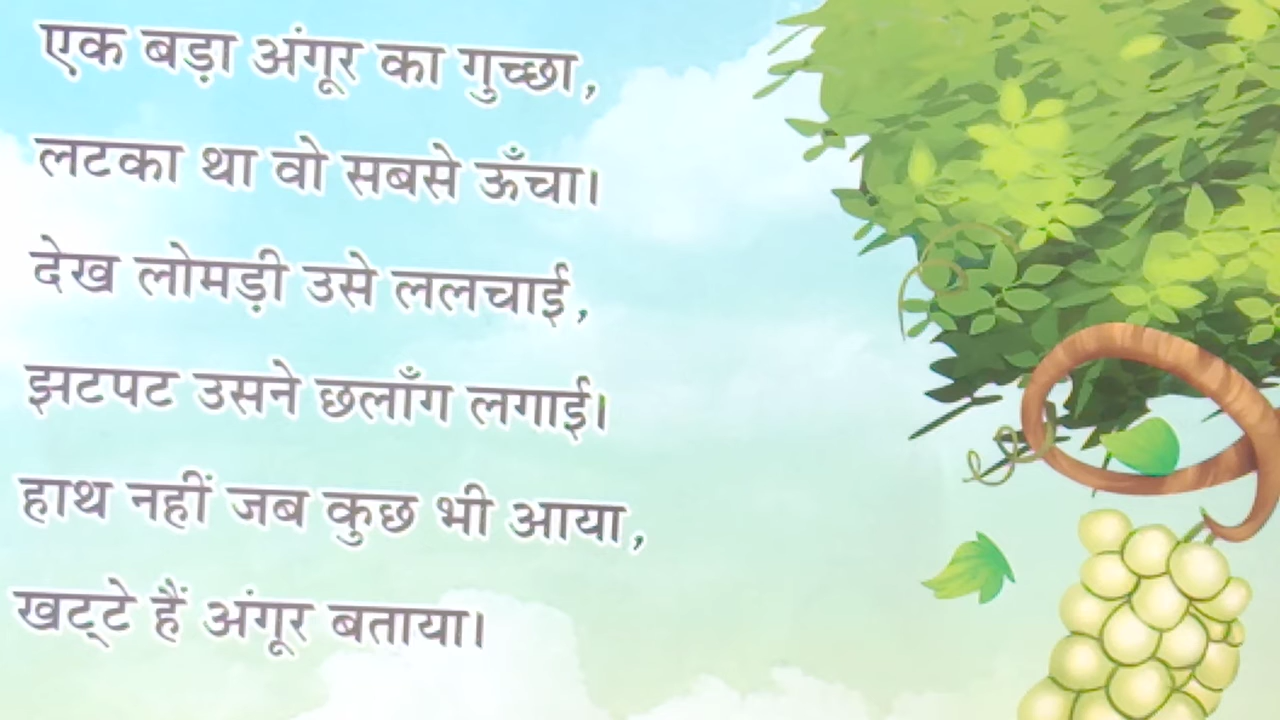 एक बड़ा अंगूर का गुच्छा,
लटका था वो सबसे ऊँचा।
देख लोमड़ी उसे ललचाई,
झटपट उसने छलाँग लगाई।
हाथ नहीं जब कुछ भी आया,
खट्‌टे हैं अंगूर बताया।